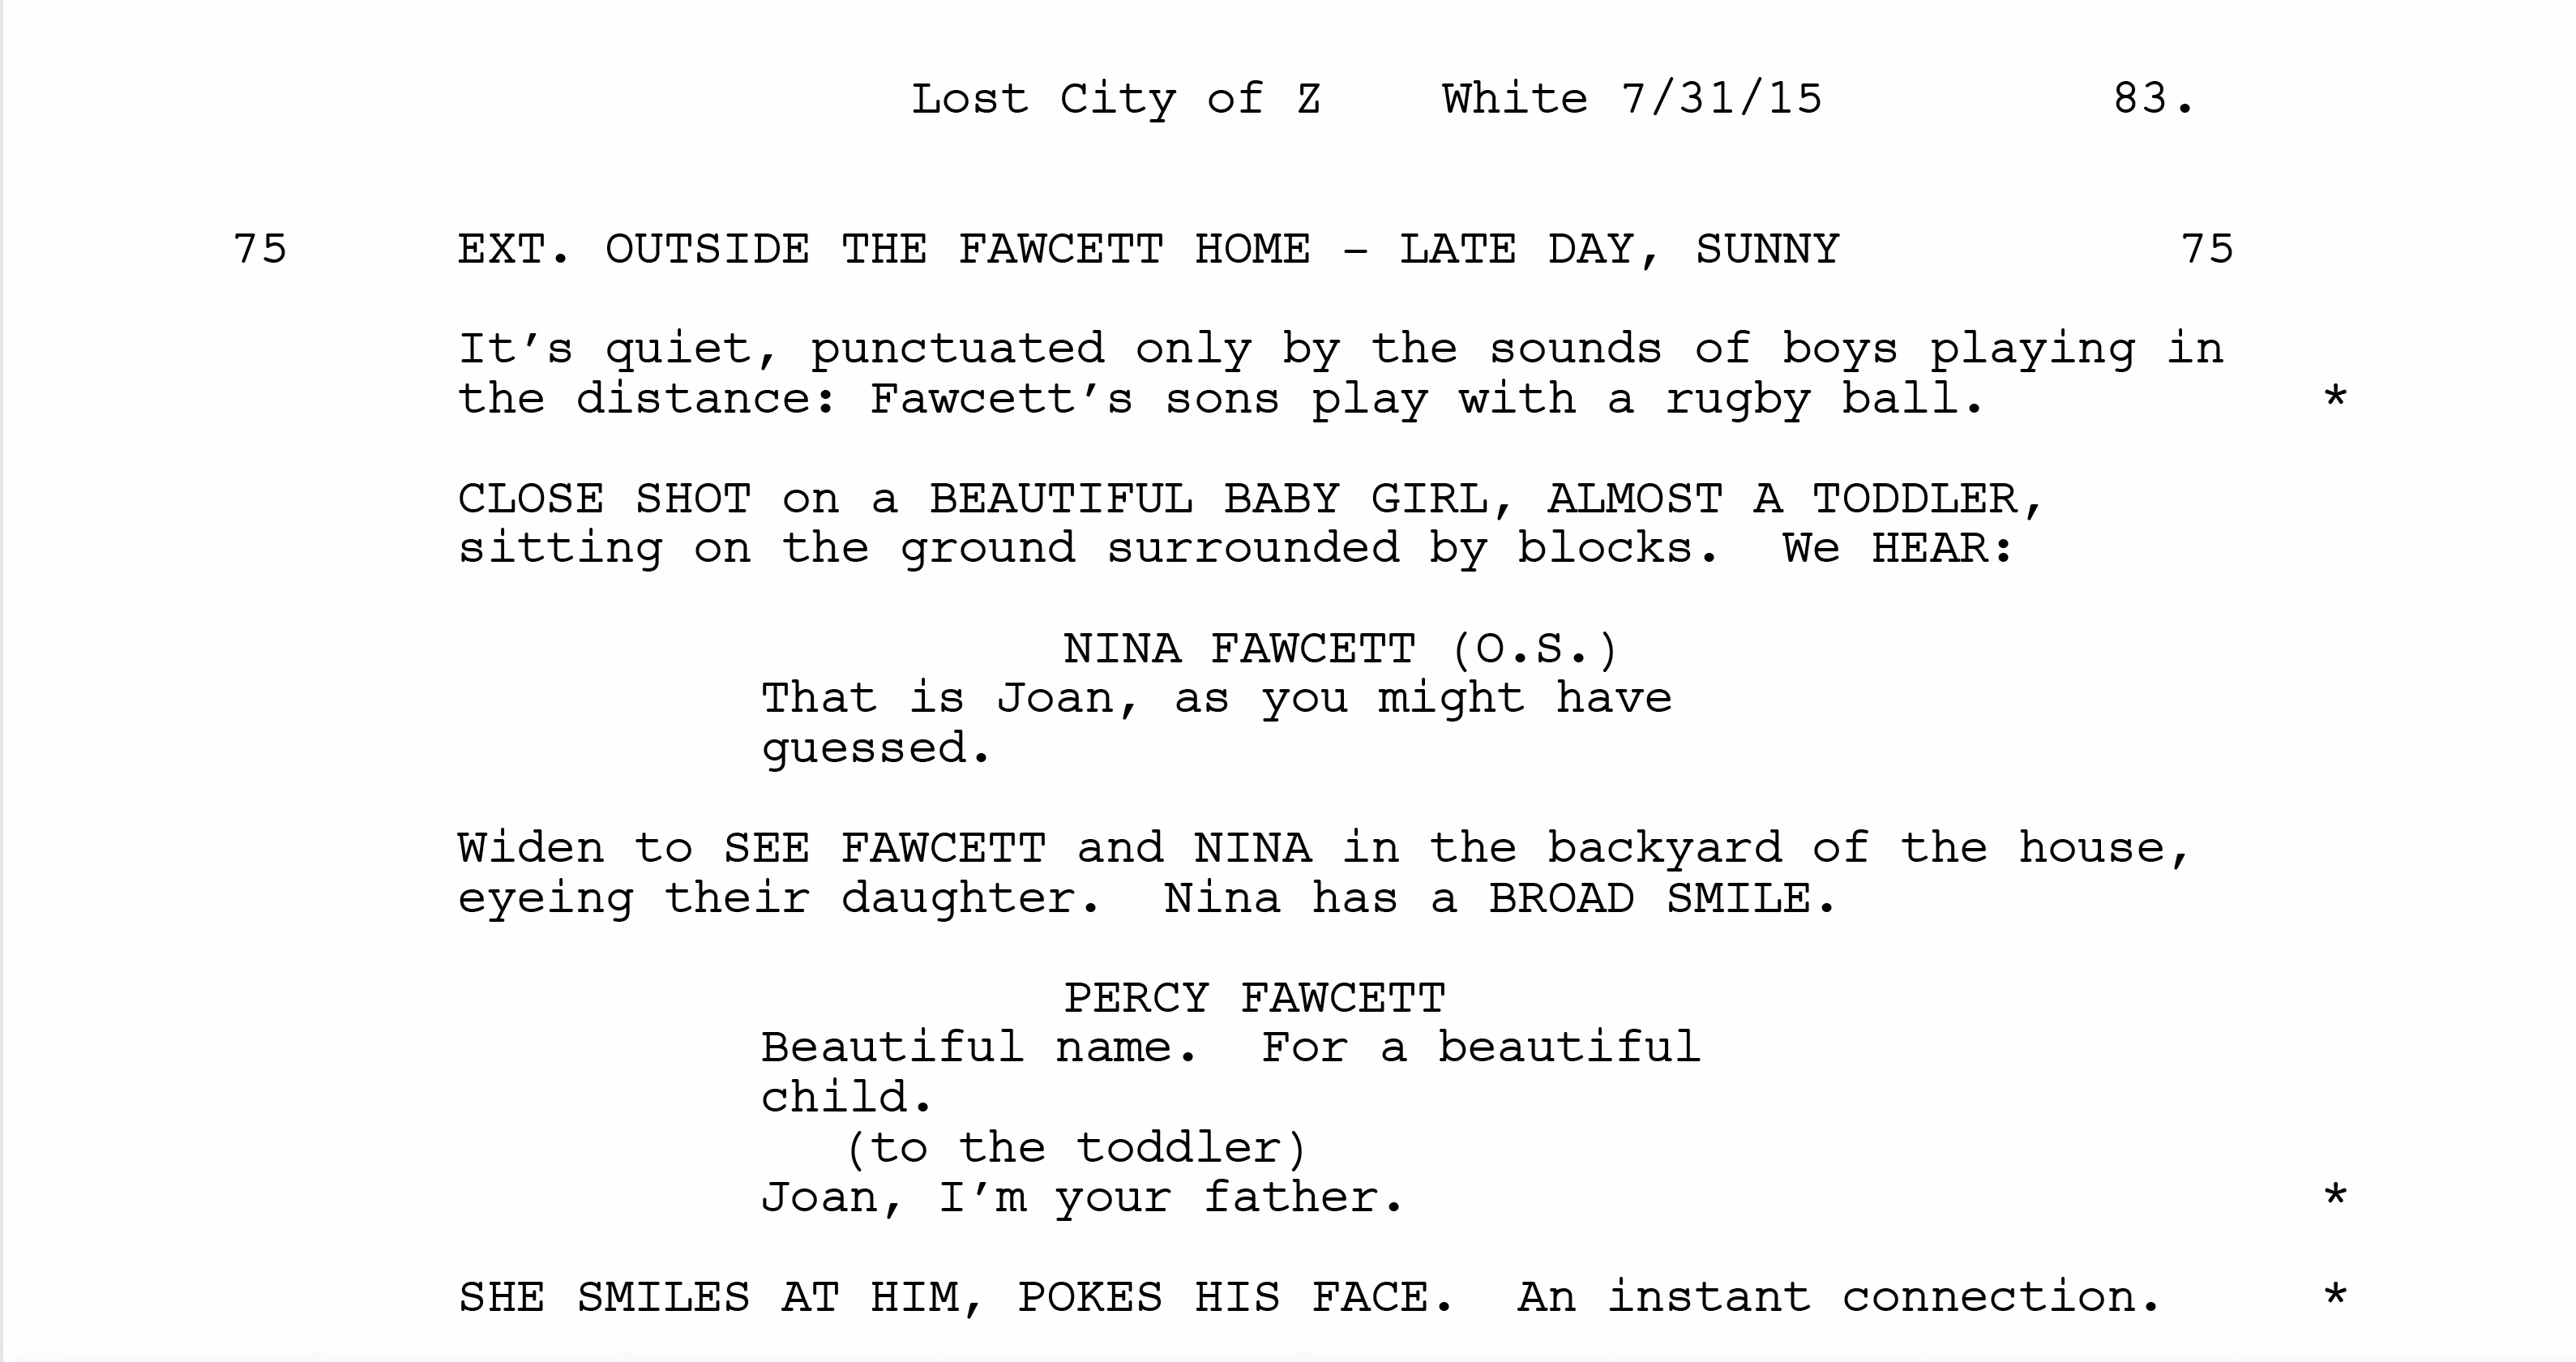 Lost City of Z White 7/31/15 83.
75 EXT. OUTSIDE THE FAWCETT HOME – LATE DAY, SUNNY 75
It’s quiet, punctuated only by the sounds of boys playing in
the distance: Fawcett’s sons play with a rugby ball. *
CLOSE SHOT on a BEAUTIFUL BABY GIRL, ALMOST A TODDLER,
sitting on the ground surrounded by blocks. We HEAR:
NINA FAWCETT (O.S.)
That is Joan, as you might have
guessed.
Widen to SEE FAWCETT and NINA in the backyard of the house,
eyeing their daughter. Nina has a BROAD SMILE.
PERCY FAWCETT
Beautiful name. For a beautiful
child.
(to the toddler)
Joan, I’m your father. *
SHE SMILES AT HIM, POKES HIS FACE. An instant connection. *